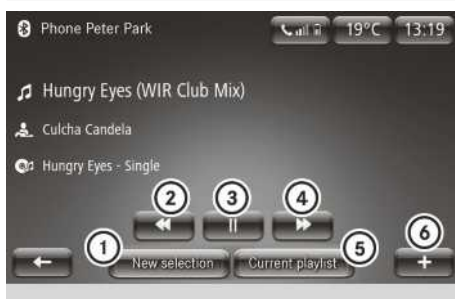 Phone Peter Park 19°C 13:19
Hungry Eyes (WIR Club Mix)
Culcha Candela
Hungry Eyes - Single
2 3 4
1 5 6
New selection Current playlist